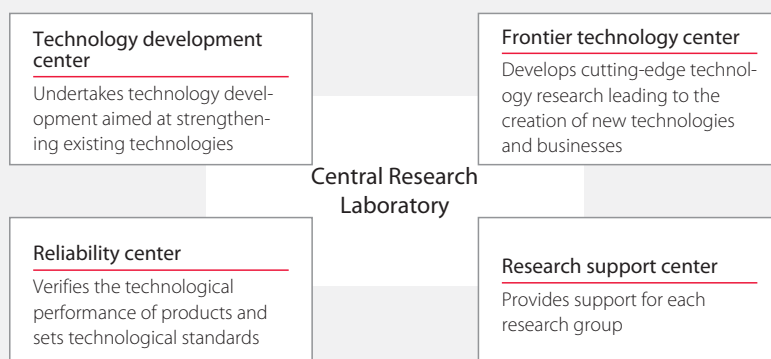 Technology development
center
Undertakes technology devel-
opment aimed at strengthen-
ing existing technologies
Frontier technology center
Develops cutting-edge technol-
ogy research leading to the
creation of new technologies
and businesses
Central Research
Laboratory
Reliability center
Verifies the technological
performance of products and
sets technological standards
Research support center
Provides support for each
research group